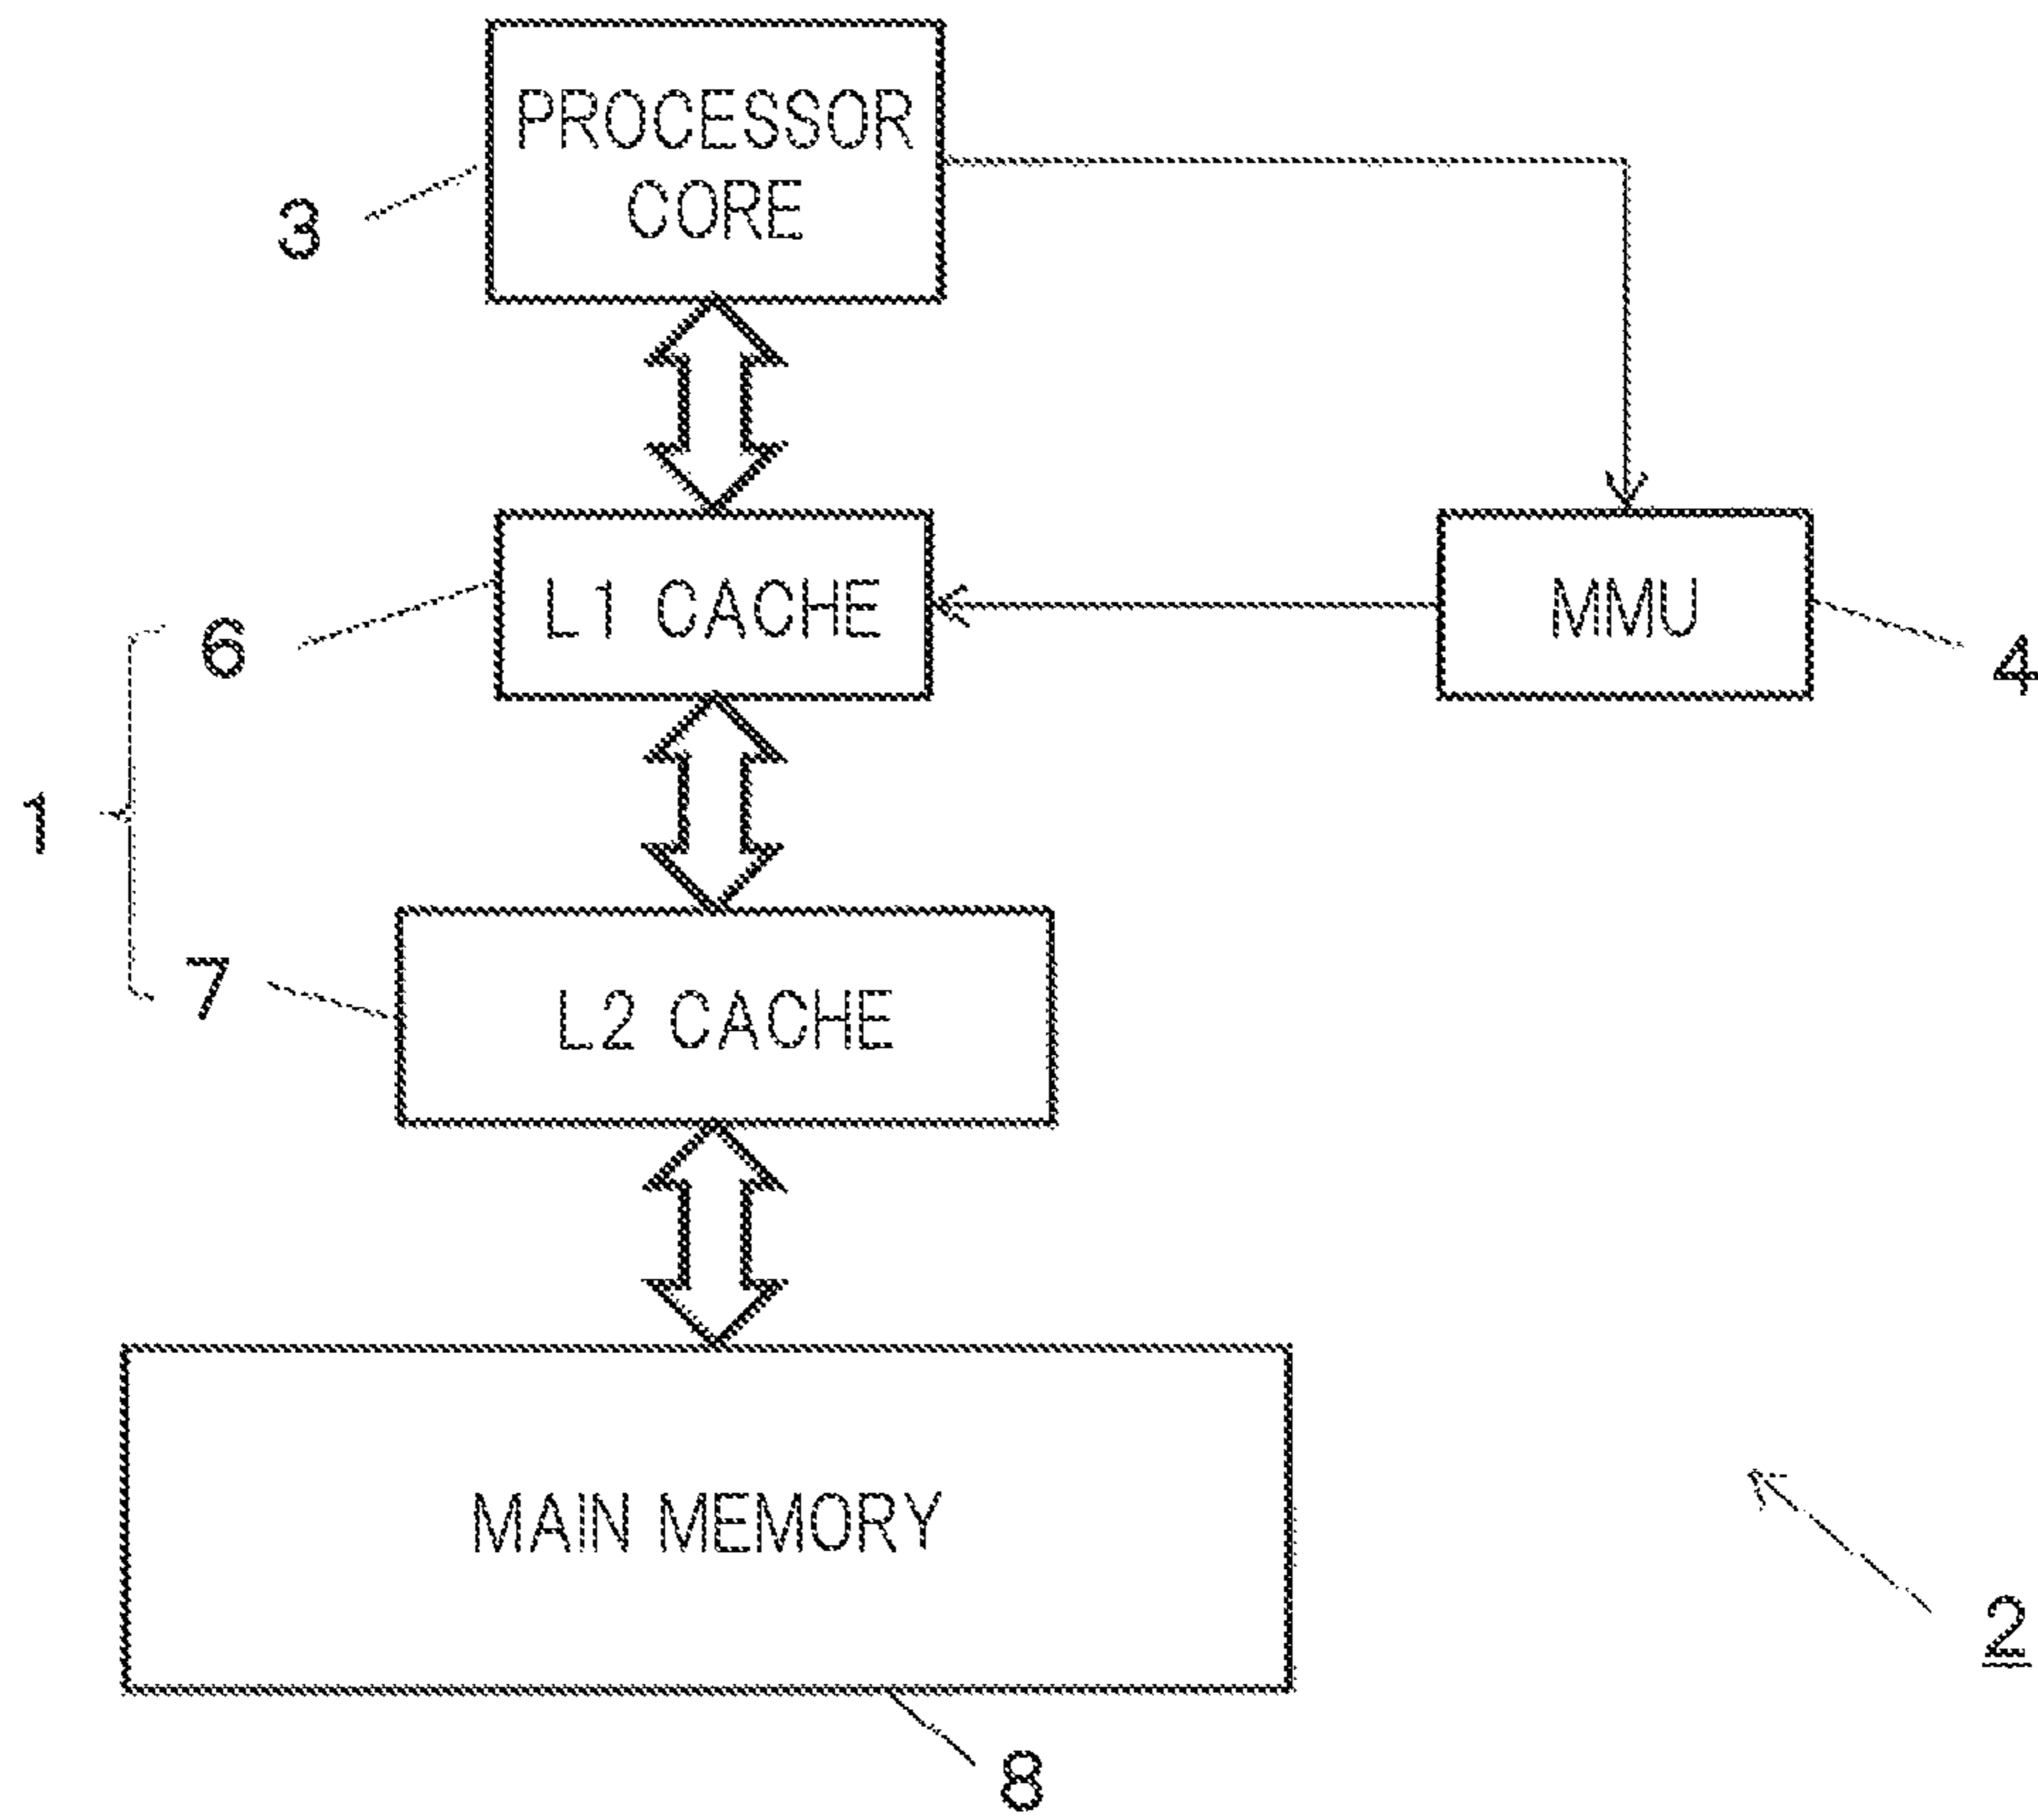 PROCESSOR
CORE
3
L1 CACHE
MMU
6
4
1
7
L2 CACHE
MAIN MEMORY
2
8